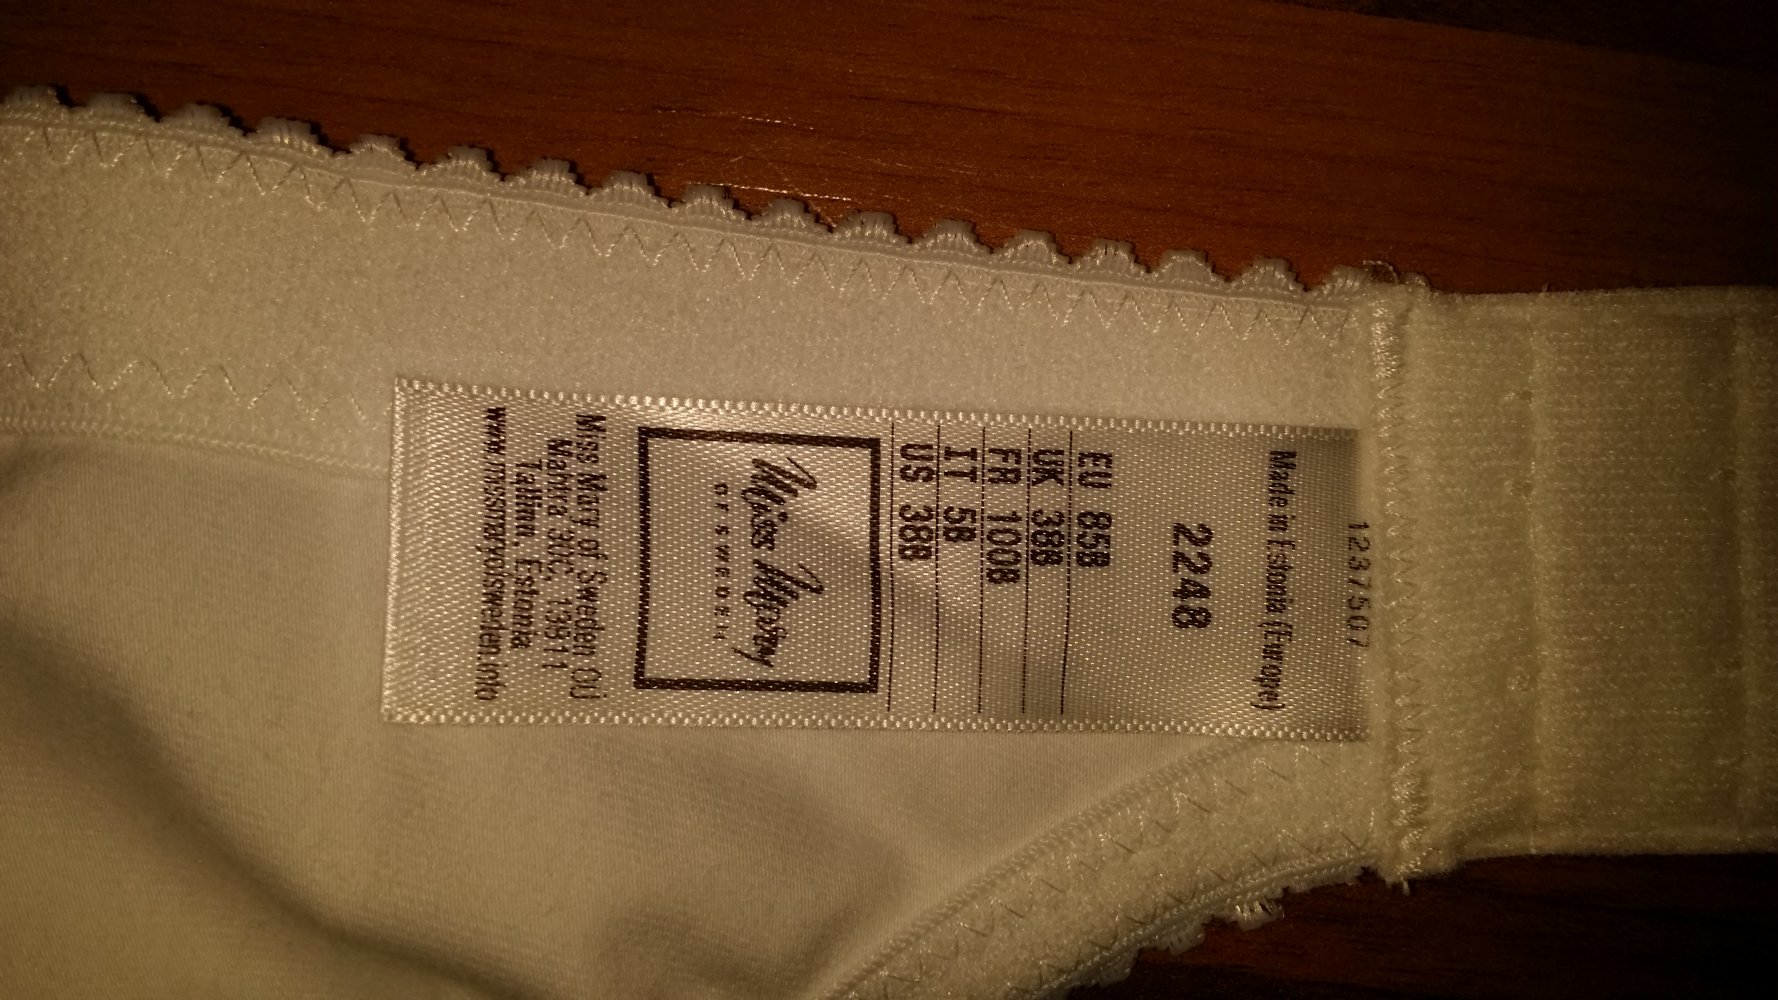 1237507
Made in Estonia (Europe)
2248
EU 85B
UK 38B
FR 100B
IT 5B
US 38B
Miss Mary
OF SWEDEN
Miss Mary of Sweden OÜ
Mahtra 30C, 13811
Tallinn, Estonia
www.missmaryofsweden.info